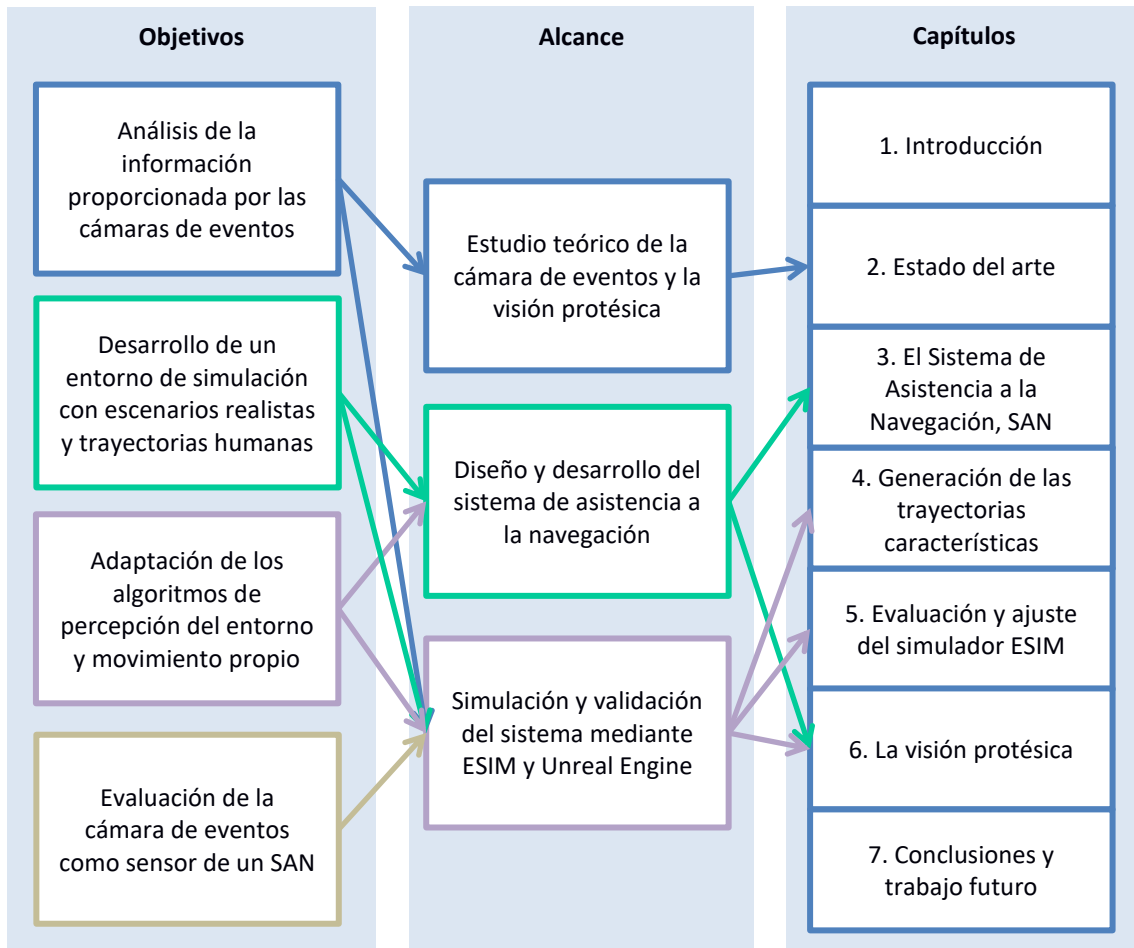 Objetivos
Análisis de la
información
proporcionada por las
cámaras de eventos
Desarrollo de un
entorno de simulación
con escenarios realistas
y trayectorias humanas
Adaptación de los
algoritmos de
percepción del entorno
y movimiento propio
Evaluación de la
cámara de eventos
como sensor de un SAN
Alcance
Estudio teórico de la
cámara de eventos y la
visión protésica
Diseño y desarrollo del
sistema de asistencia a
la navegación
Simulación y validación
del sistema mediante
ESIM y Unreal Engine
Capítulos
1. Introducción
2. Estado del arte
3. El Sistema de
Asistencia a la
Navegación, SAN
4. Generación de las
trayectorias
características
5. Evaluación y ajuste
del simulador ESIM
6. La visión protésica
7. Conclusiones y
trabajo futuro